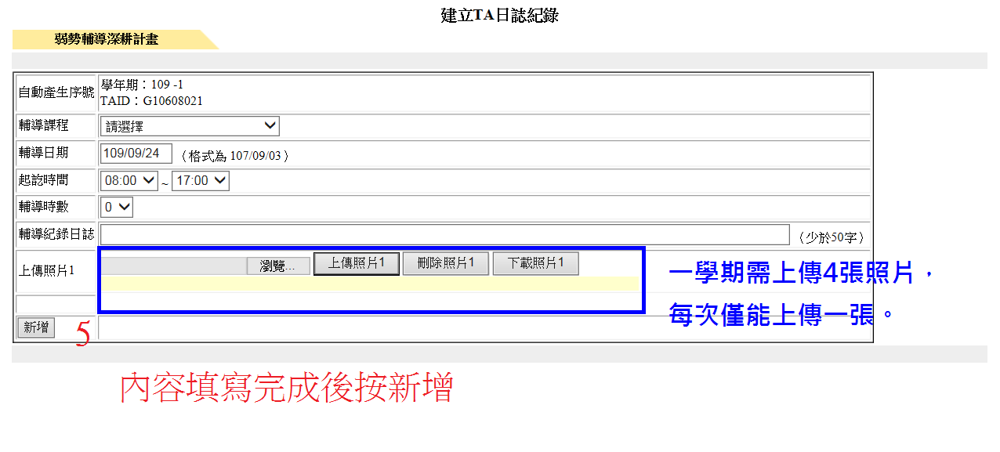 建立TA日誌紀錄
弱勢輔導深耕計畫
自動產生序號 學年期：109 -1
TAID：G10608021
輔導課程 請選擇
輔導日期 109/09/24 （格式為 107/09/03）
起訖時間 08:00 ~ 17:00
輔導時數 0
輔導紀錄日誌 （少於50字）
上傳照片1 瀏覽... 上傳照片1 刪除照片1 下載照片1
一學期需上傳4張照片，
每次僅能上傳一張。
新增 5
內容填寫完成後按新增